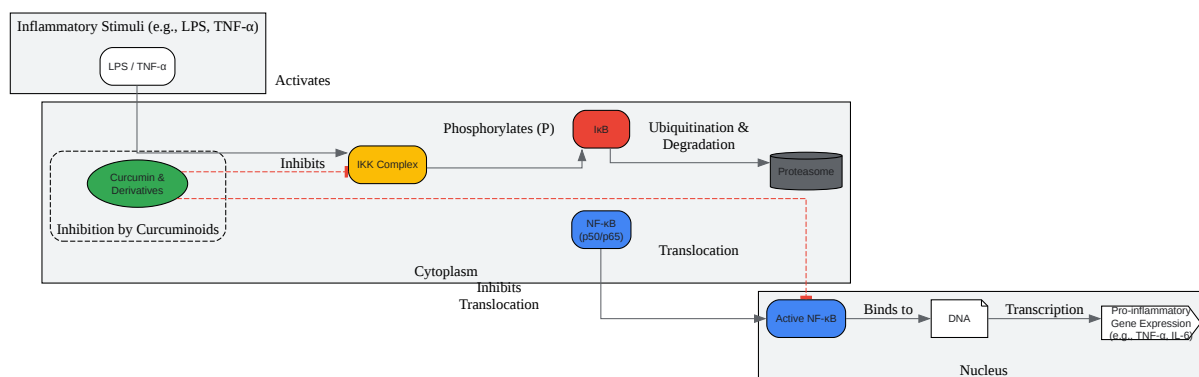 Inflammatory Stimuli (e.g., LPS, TNF-α)
LPS / TNF-α
Activates
Phosphorylates (P)
IκB
Ubiquitination &
Degradation
Inhibits
IKK Complex
Proteasome
Curcumin &
Derivatives
Inhibition by Curcuminoids
NF-κB
(p50/p65)
Translocation
Cytoplasm
Inhibits
Translocation
Active NF-κB
Binds to
DNA
Transcription
Pro-inflammatory
Gene Expression
(e.g., TNF-α, IL-6)
Nucleus